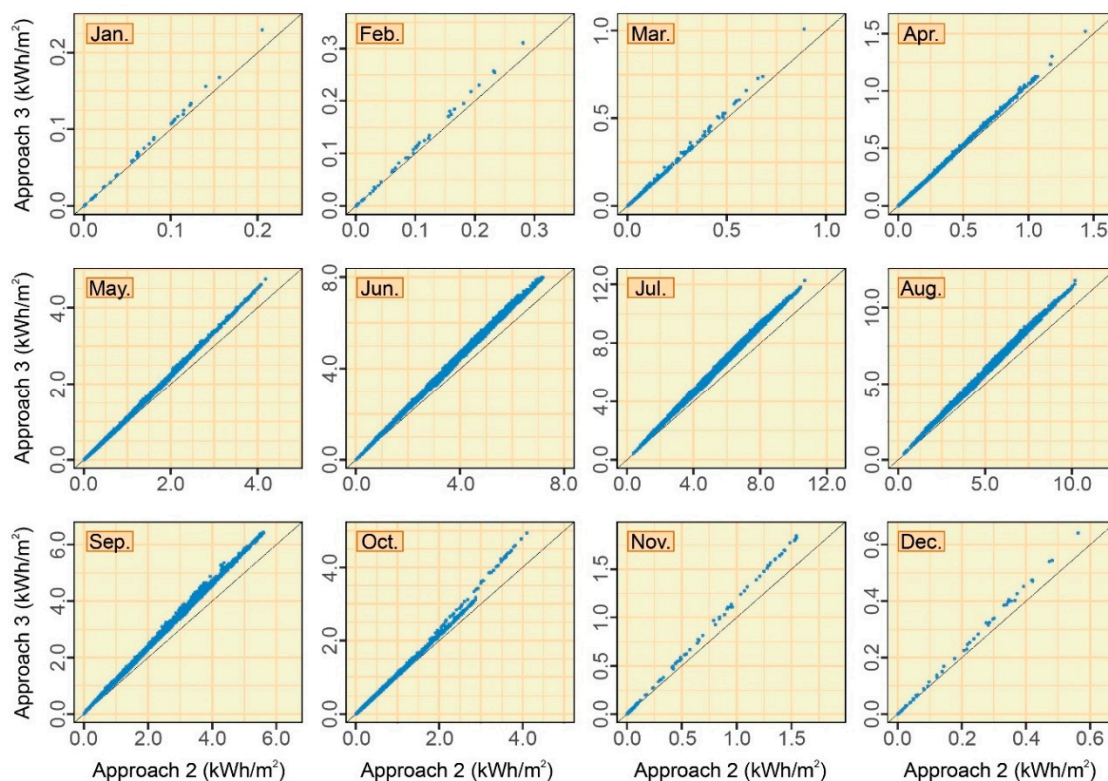 Approach 3 (kWh/m²)
Jan.
0.2
0.1
0.0
0.0 0.1 0.2
Feb.
0.3
0.2
0.1
0.0
0.0 0.1 0.2 0.3
Mar.
1.0
0.5
0.0
0.0 0.5 1.0
Apr.
1.5
1.0
0.5
0.0
0.0 0.5 1.0 1.5
Approach 3 (kWh/m²)
May.
4.0
2.0
0.0
0.0 2.0 4.0
Jun.
8.0
4.0
0.0
0.0 4.0 8.0
Jul.
12.0
8.0
4.0
0.0
0.0 4.0 8.0 12.0
Aug.
10.0
5.0
0.0
0.0 5.0 10.0
Approach 3 (kWh/m²)
Sep.
6.0
4.0
2.0
0.0
0.0 2.0 4.0 6.0
Approach 2 (kWh/m²)
Oct.
4.0
2.0
0.0
0.0 2.0 4.0
Approach 2 (kWh/m²)
Nov.
1.5
1.0
0.5
0.0
0.0 0.5 1.0 1.5
Approach 2 (kWh/m²)
Dec.
0.6
0.4
0.2
0.0
0.0 0.2 0.4 0.6
Approach 2 (kWh/m²)